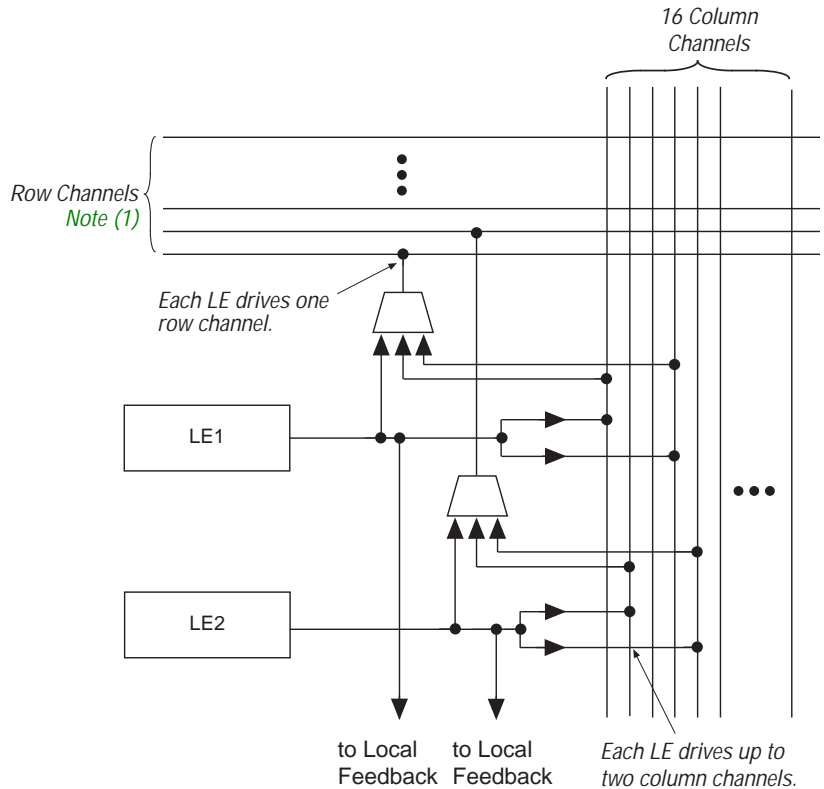 16 Column
Channels
Row Channels
Note (1)
Each LE drives one
row channel.
LE1
LE2
to Local
Feedback
to Local
Feedback
Each LE drives up to
two column channels.